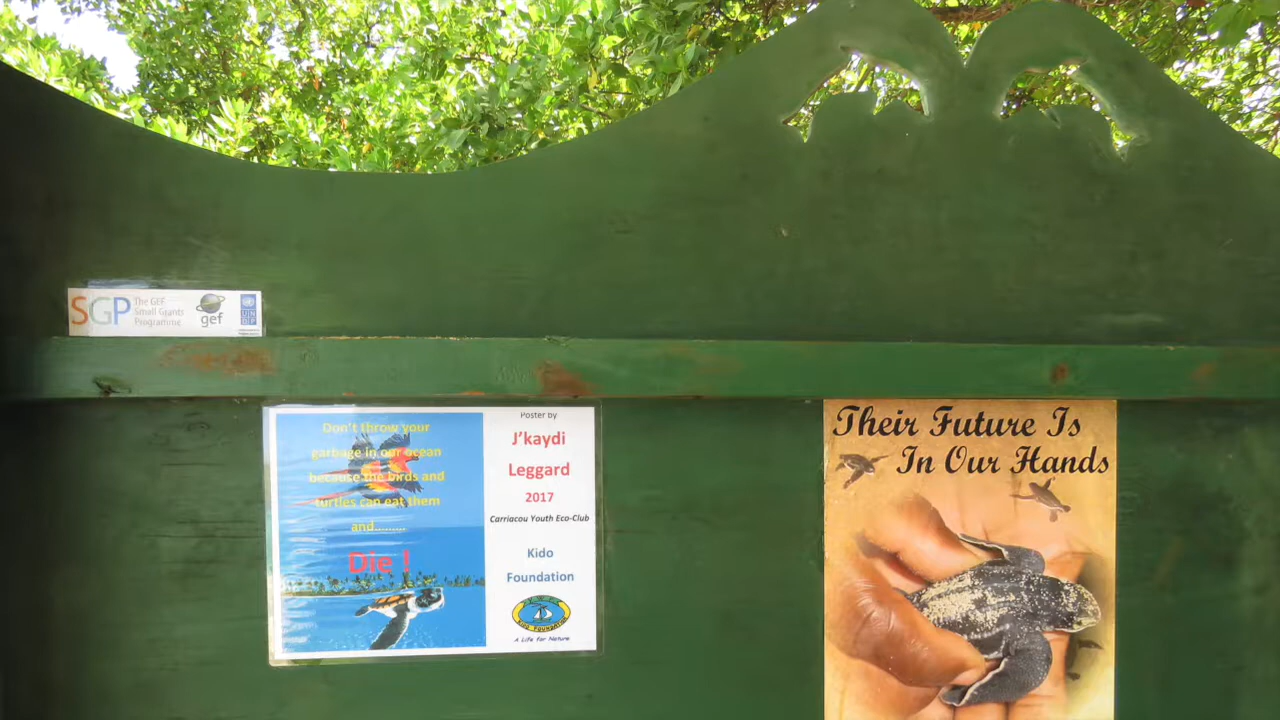 SGP
The GEF
Small Grants
Programme
gef
U N
D P
Don't throw your
garbage in our ocean
because the birds and
turtles can eat them
and.........
Die !
Poster by
J'kaydi
Leggard
2017
Carriacou Youth Eco-Club
Kido
Foundation
KIDO FOUNDATION
A Life for Nature
Their Future Is
In Our Hands